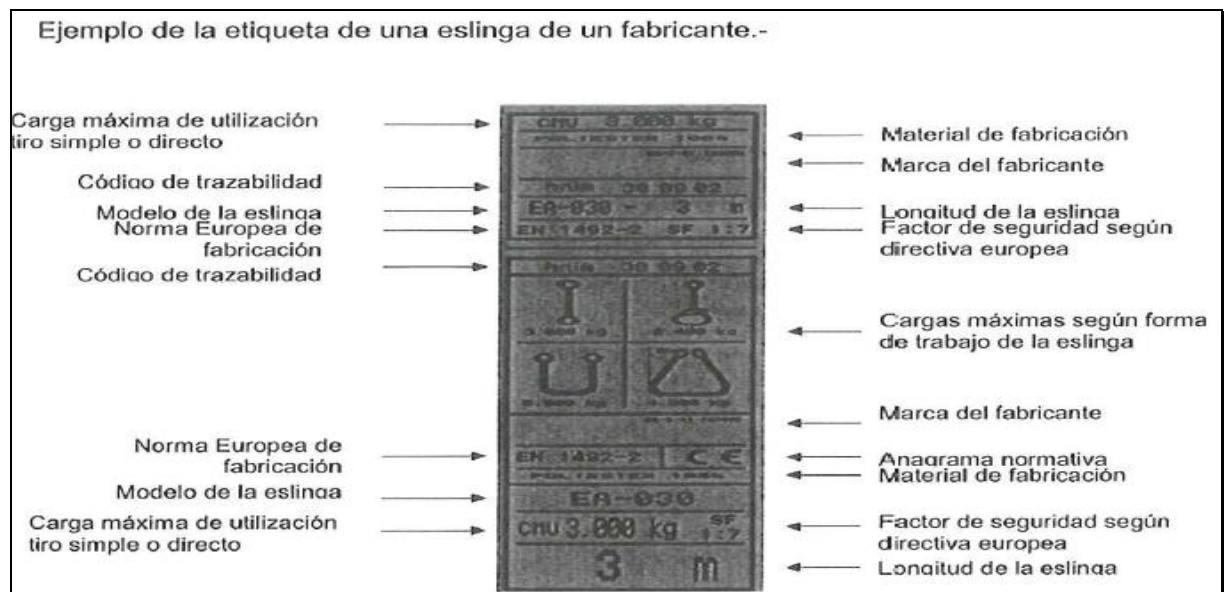 Ejemplo de la etiqueta de una eslinga de un fabricante.-
Carga máxima de utilización
tiro simple o directo
Código de trazabilidad
Modelo de la eslinga
Norma Europea de
fabricación
Código de trazabilidad
Norma Europea de
fabricación
Modelo de la eslinga
Carga máxima de utilización
tiro simple o directo
CMU 3.000 kg
POLIESTER 100%
30 09 02
EA-030 - 3 m
EN 1492-2 SF 1:7
30 09 02
EN 1492-2 CE
POLIESTER 100%
EA-030
CMU 3.000 kg SF 1:7
3 m
Material de fabricación
Marca del fabricante
Longitud de la eslinga
Factor de seguridad según
directiva europea
Cargas máximas según forma
de trabajo de la eslinga
Marca del fabricante
Anagrama normativa
Material de fabricación
Factor de seguridad según
directiva europea
Longitud de la eslinga